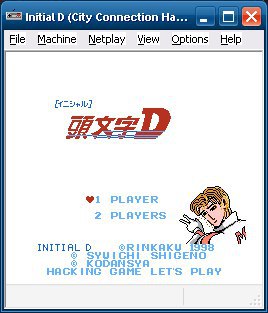 Initial D (City Connection Ha...
File Machine Netplay View Options Help
[イニシャル]
頭文字D
1 PLAYER
2 PLAYERS
INITIAL D ©RINKAKU 1998
© SYUICHI SHIGENO
© KODANSYA
HACKING GAME LET'S PLAY